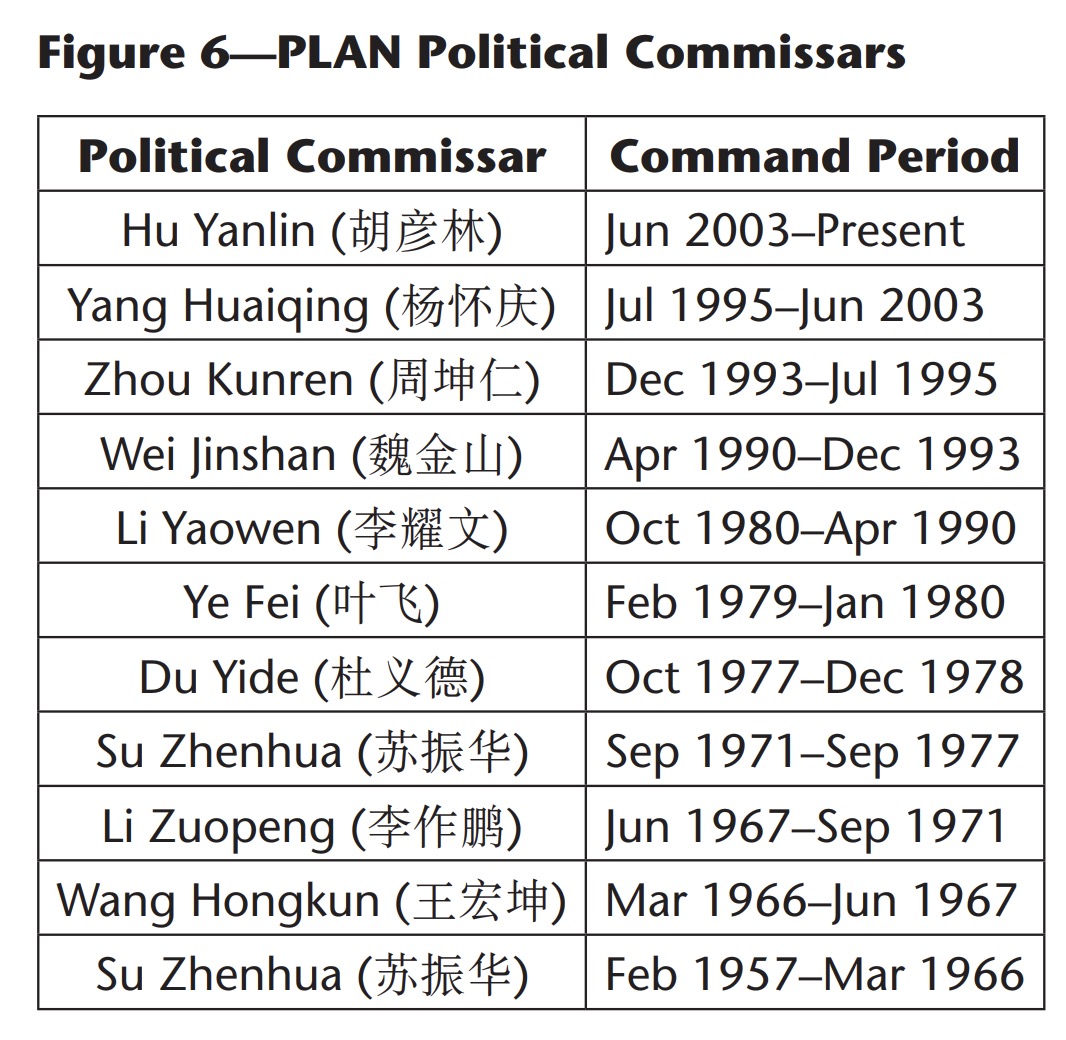 Figure 6—PLAN Political Commissars
Political Commissar Command Period
Hu Yanlin (胡彦林) Jun 2003–Present
Yang Huaiqing (杨怀庆) Jul 1995–Jun 2003
Zhou Kunren (周坤仁) Dec 1993–Jul 1995
Wei Jinshan (魏金山) Apr 1990–Dec 1993
Li Yaowen (李耀文) Oct 1980–Apr 1990
Ye Fei (叶飞) Feb 1979–Jan 1980
Du Yide (杜义德) Oct 1977–Dec 1978
Su Zhenhua (苏振华) Sep 1971–Sep 1977
Li Zuopeng (李作鹏) Jun 1967–Sep 1971
Wang Hongkun (王宏坤) Mar 1966–Jun 1967
Su Zhenhua (苏振华) Feb 1957–Mar 1966